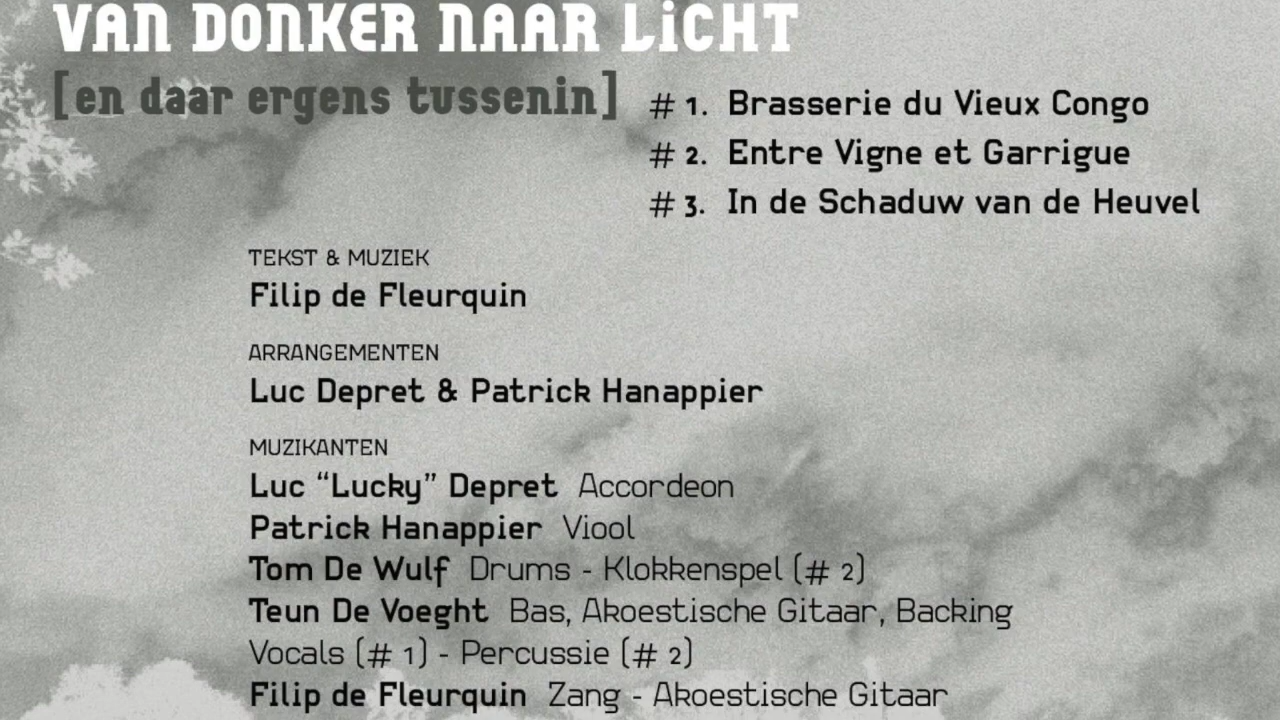 VAN DONKER NAAR LiCHT
[en daar ergens tussenin]
# 1. Brasserie du Vieux Congo
# 2. Entre Vigne et Garrigue
# 3. In de Schaduw van de Heuvel
TEKST & MUZIEK
Filip de Fleurquin
ARRANGEMENTEN
Luc Depret & Patrick Hanappier
MUZIKANTEN
Luc “Lucky” Depret Accordeon
Patrick Hanappier Viool
Tom De Wulf Drums - Klokkenspel (# 2)
Teun De Voeght Bas, Akoestische Gitaar, Backing
Vocals (# 1) - Percussie (# 2)
Filip de Fleurquin Zang - Akoestische Gitaar